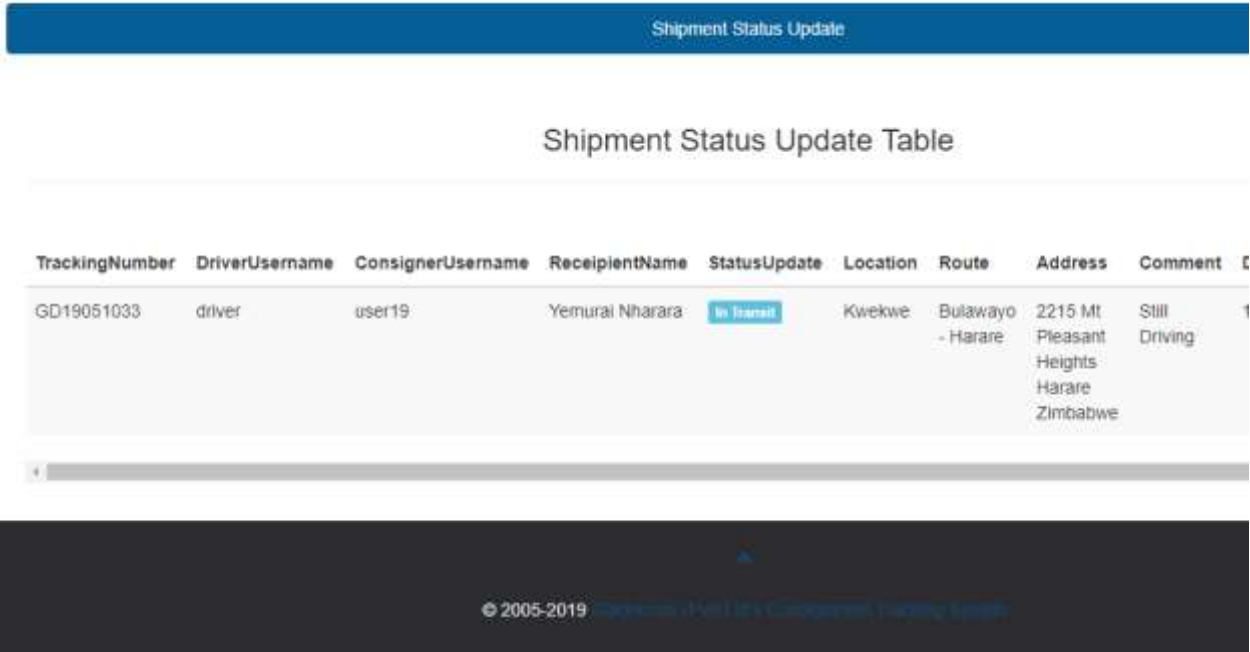 Shipment Status Update
Shipment Status Update Table
TrackingNumber DriverUsername ConsignerUsername ReceipientName StatusUpdate Location Route Address Comment D
GD19051033 driver user19 Yemurai Nharara In Transit Kwekwe Bulawayo 2215 Mt Still 1
- Harare Pleasant Driving
Heights
Harare
Zimbabwe
© 2005-2019